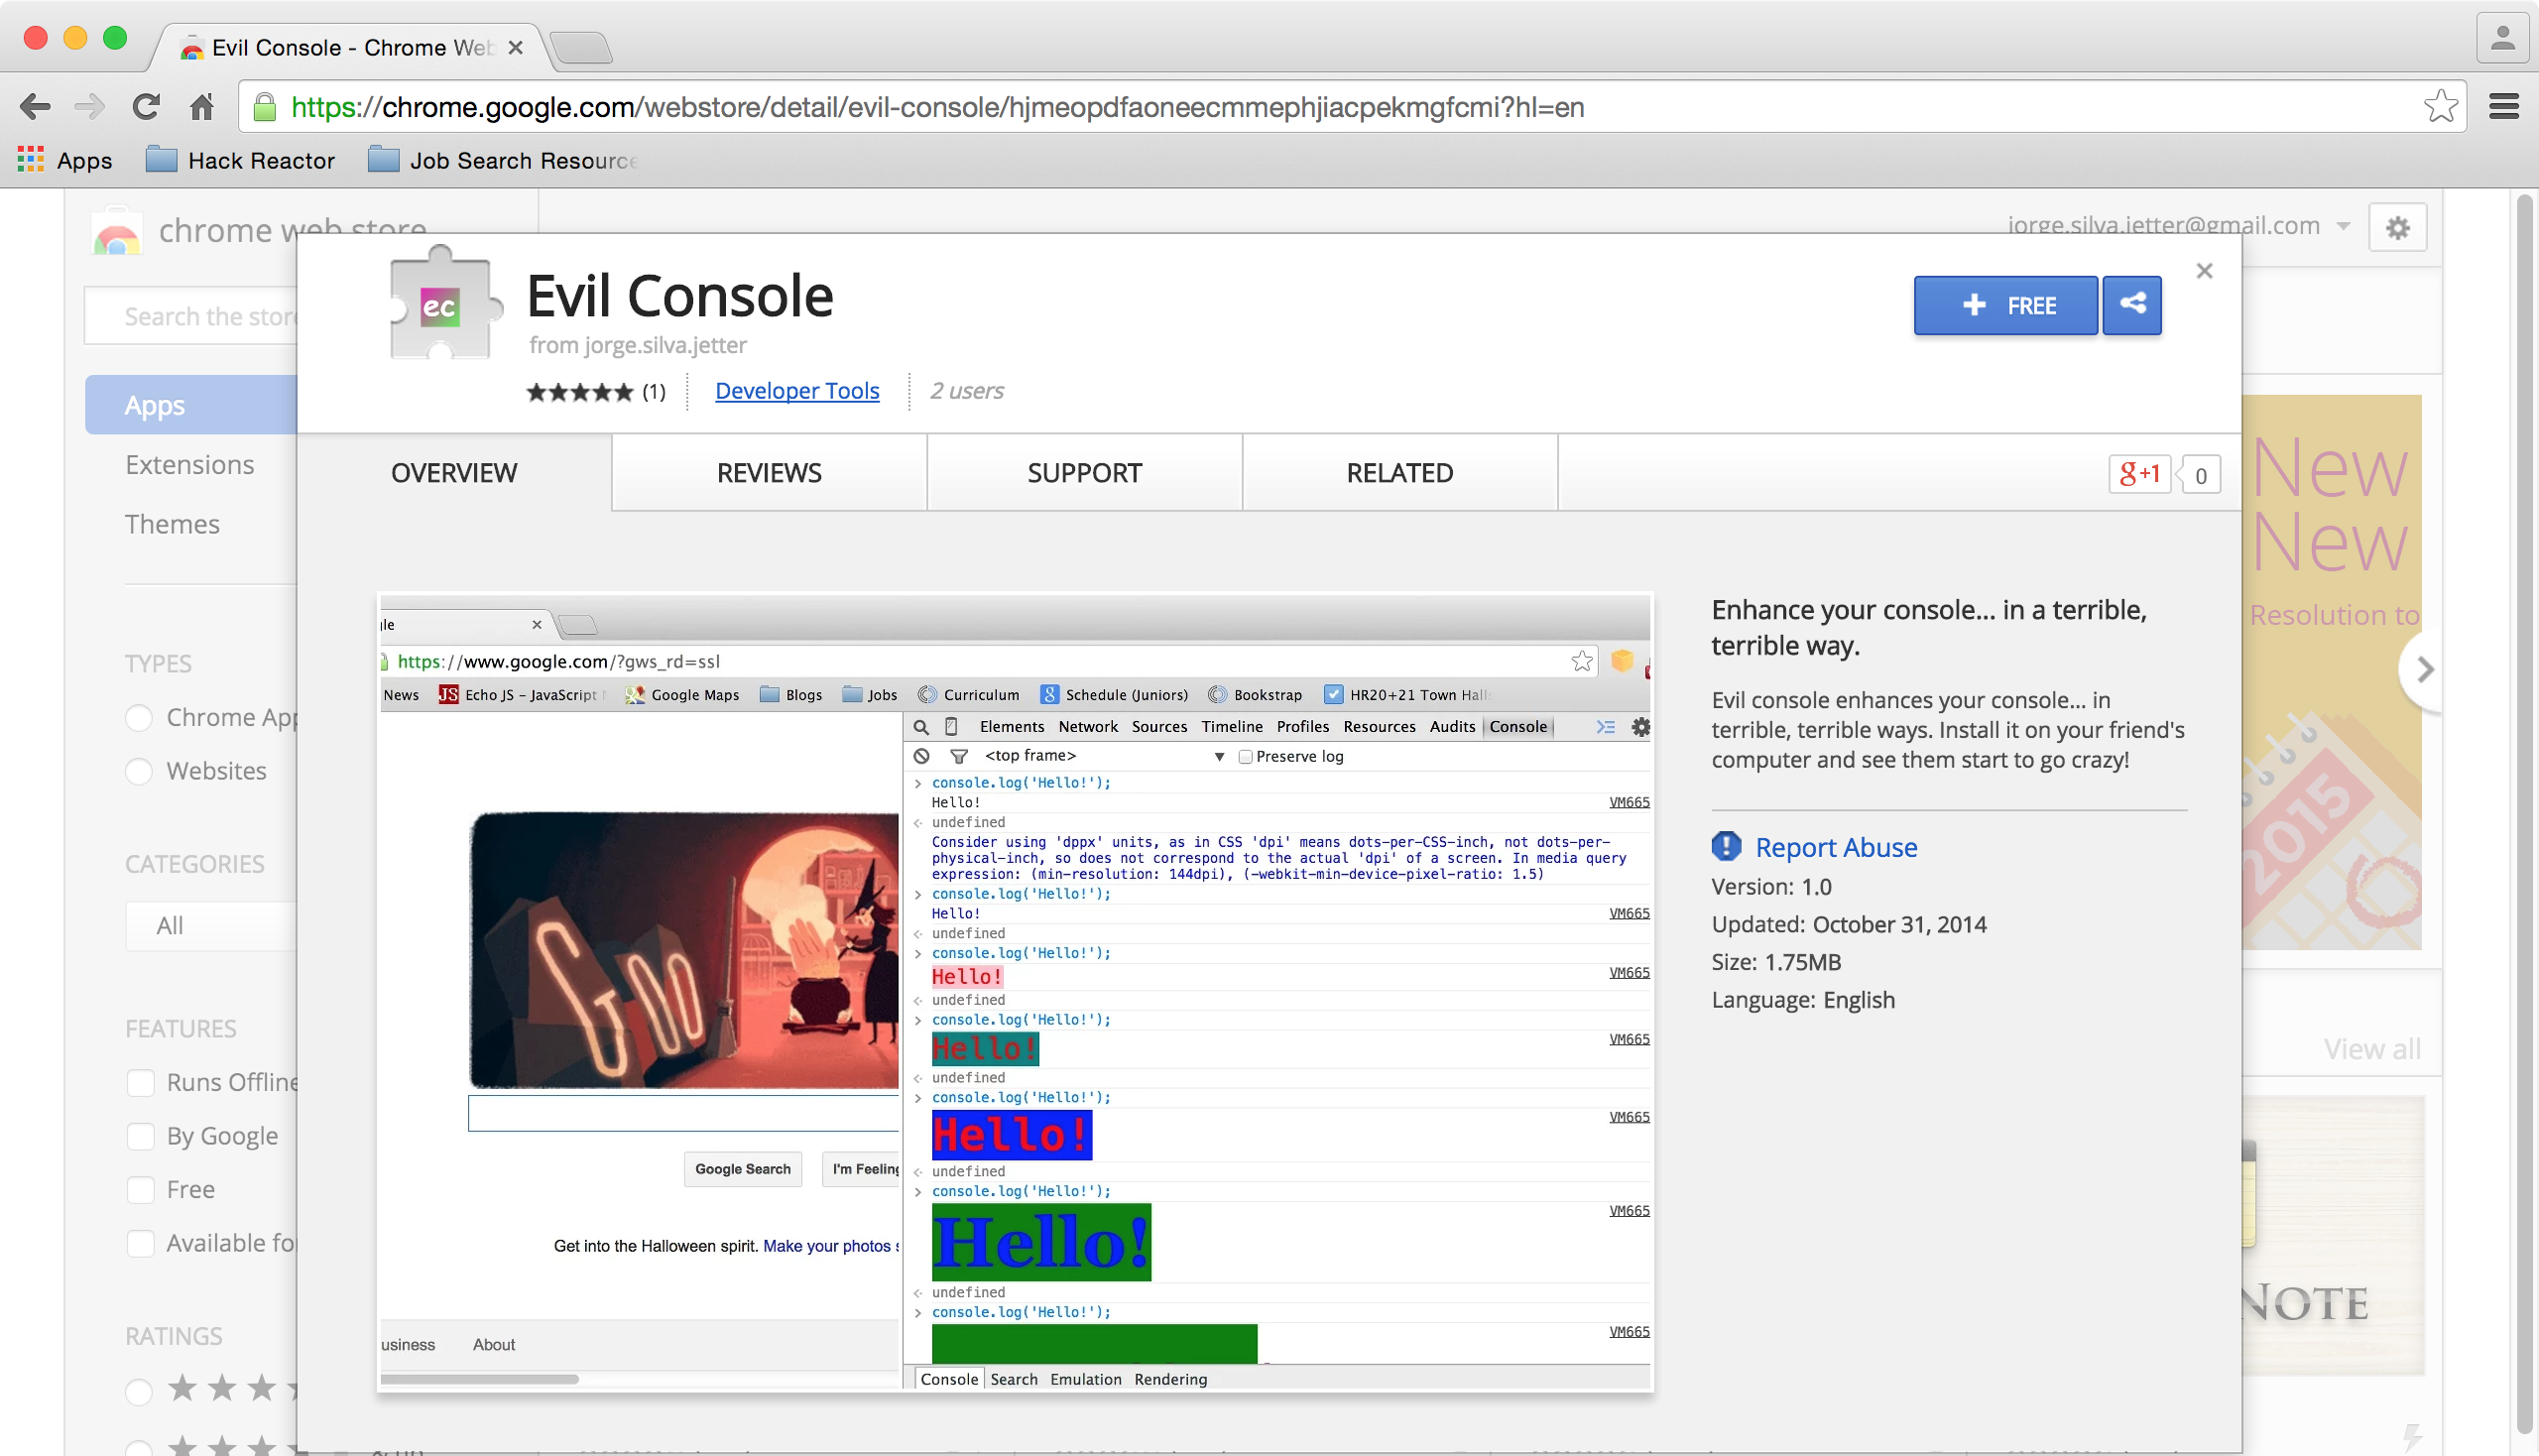 Evil Console - Chrome Web
https://chrome.google.com/webstore/detail/evil-console/hjmeopdfaoneecmmephjiacpekmgfcmi?hl=en
Apps
Hack Reactor
Job Search Resource
chrome web store
jorge.silva.jetter@gmail.com
Search the store
Apps
Extensions
Themes
TYPES
Chrome App
Websites
CATEGORIES
All
FEATURES
Runs Offline
By Google
Free
Available for
RATINGS
ec
Evil Console
from jorge.silva.jetter
(1)
Developer Tools
2 users
FREE
OVERVIEW
REVIEWS
SUPPORT
RELATED
g+1
0
gle
https://www.google.com/?gws_rd=ssl
News
JS
Echo JS – JavaScript
Google Maps
Blogs
Jobs
Curriculum
8
Schedule (Juniors)
Bookstrap
HR20+21 Town Hall
Elements Network Sources Timeline Profiles Resources Audits Console
<top frame>
Preserve log
console.log('Hello!');
Hello!
VM665
undefined
Consider using 'dppx' units, as in CSS 'dpi' means dots-per-CSS-inch, not dots-per-
physical-inch, so does not correspond to the actual 'dpi' of a screen. In media query
expression: (min-resolution: 144dpi), (-webkit-min-device-pixel-ratio: 1.5)
console.log('Hello!');
Hello!
VM665
undefined
console.log('Hello!');
Hello!
VM665
undefined
console.log('Hello!');
Hello!
VM665
undefined
console.log('Hello!');
Hello!
VM665
undefined
console.log('Hello!');
Hello!
VM665
undefined
console.log('Hello!');
VM665
Console Search Emulation Rendering
Goo
Google Search
I'm Feeling
Get into the Halloween spirit. Make your photos s
usiness
About
Enhance your console... in a terrible,
terrible way.
Evil console enhances your console... in
terrible, terrible ways. Install it on your friend's
computer and see them start to go crazy!
Report Abuse
Version: 1.0
Updated: October 31, 2014
Size: 1.75MB
Language: English
New
New
Resolution to
2015
View all
NOTE